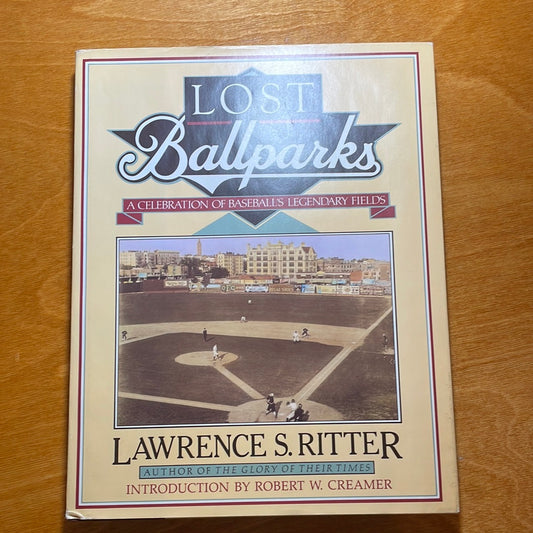 LOST
Ballparks
A CELEBRATION OF BASEBALL'S LEGENDARY FIELDS
LAWRENCE S. RITTER
AUTHOR OF THE GLORY OF THEIR TIMES
INTRODUCTION BY ROBERT W. CREAMER